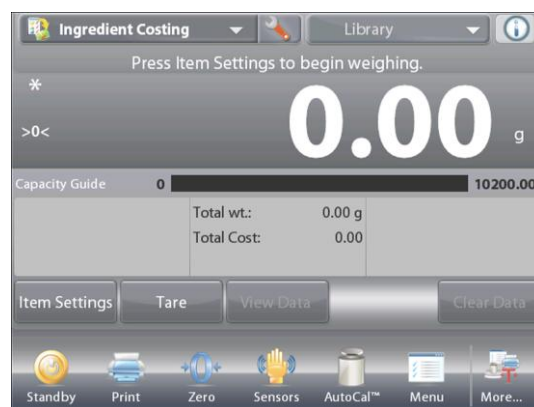 Ingredient Costing Library
Press Item Settings to begin weighing.
*
>0< 0.00 g
Capacity Guide 0 10200.00
Total wt.: 0.00 g
Total Cost: 0.00
Item Settings Tare View Data Clear Data
Standby Print Zero Sensors AutoCal™ Menu More...